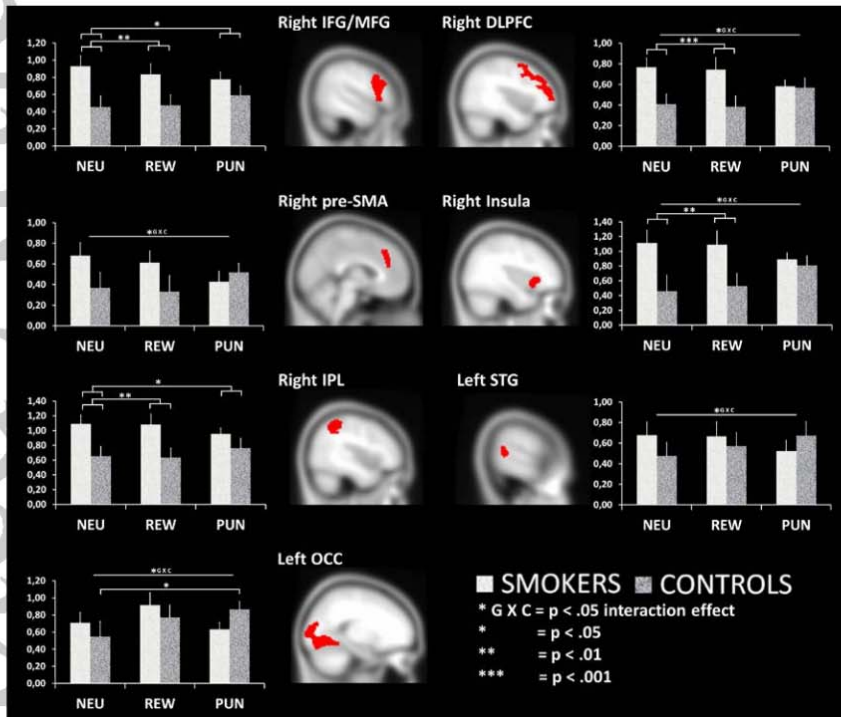 Right IFG/MFG
*
**
1,20
1,00
0,80
0,60
0,40
0,20
0,00
NEU REW PUN
Right DLPFC
*G X C
***
1,00
0,80
0,60
0,40
0,20
0,00
NEU REW PUN
Right pre-SMA
*G X C
1,00
0,80
0,60
0,40
0,20
0,00
NEU REW PUN
Right Insula
*G X C
**
1,40
1,20
1,00
0,80
0,60
0,40
0,20
0,00
NEU REW PUN
Right IPL
*
**
1,40
1,20
1,00
0,80
0,60
0,40
0,20
0,00
NEU REW PUN
Left STG
*G X C
1,00
0,80
0,60
0,40
0,20
0,00
NEU REW PUN
Left OCC
*G X C
*
1,20
1,00
0,80
0,60
0,40
0,20
0,00
NEU REW PUN
SMOKERS CONTROLS
* G X C = p < .05 interaction effect
* = p < .05
** = p < .01
*** = p < .001